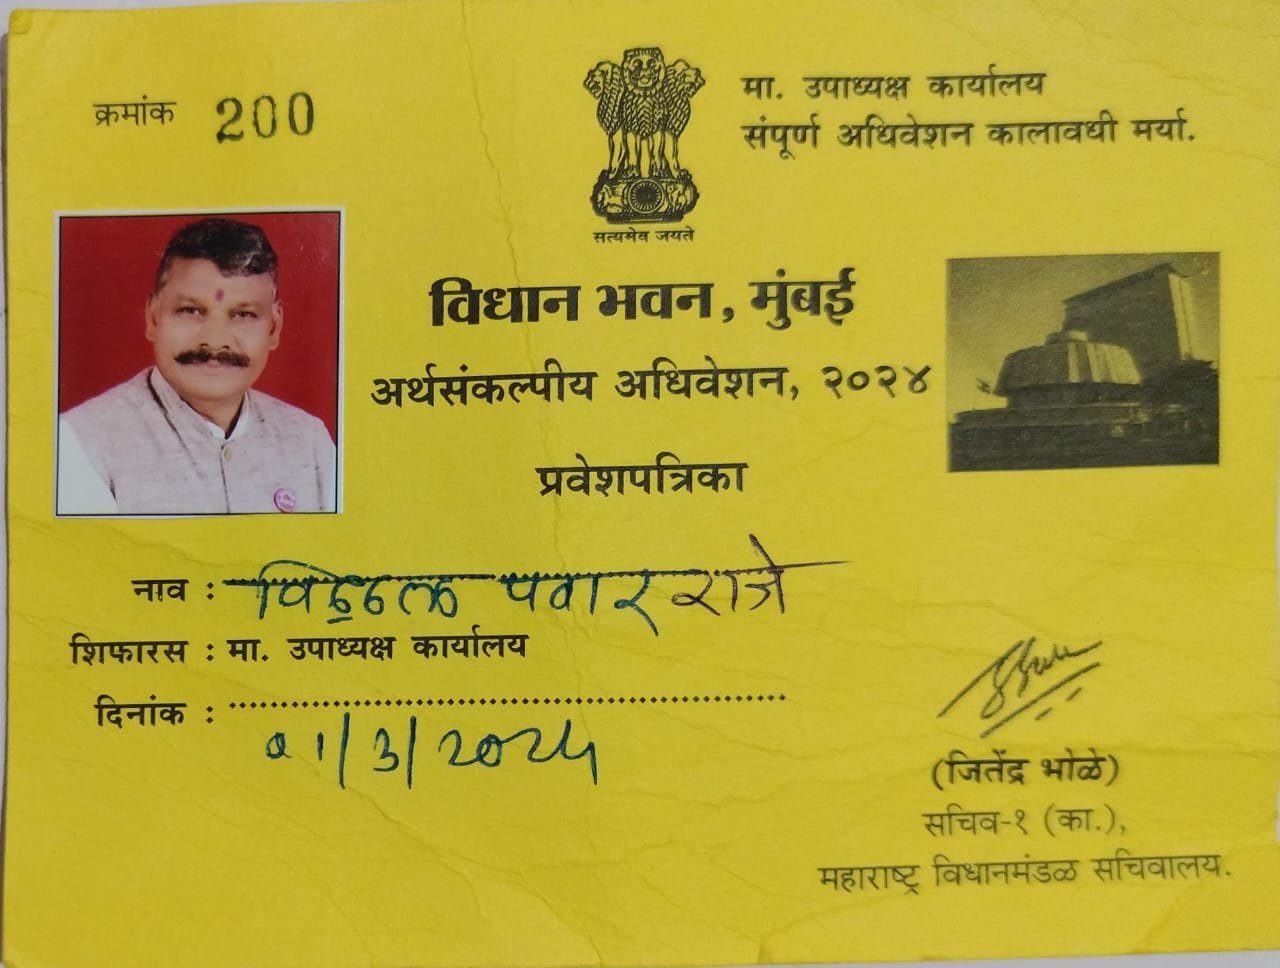 क्रमांक 200
मा. उपाध्यक्ष कार्यालय
संपूर्ण अधिवेशन कालावधी मर्या.
सत्यमेव जयते
विधान भवन, मुंबई
अर्थसंकल्पीय अधिवेशन, २०२४
प्रवेशपत्रिका
नाव : विठ्ठल पवार राजे
शिफारस : मा. उपाध्यक्ष कार्यालय
दिनांक :
01/3/2024
(जितेंद्र भोळे)
सचिव-१ (का.),
महाराष्ट्र विधानमंडळ सचिवालय.